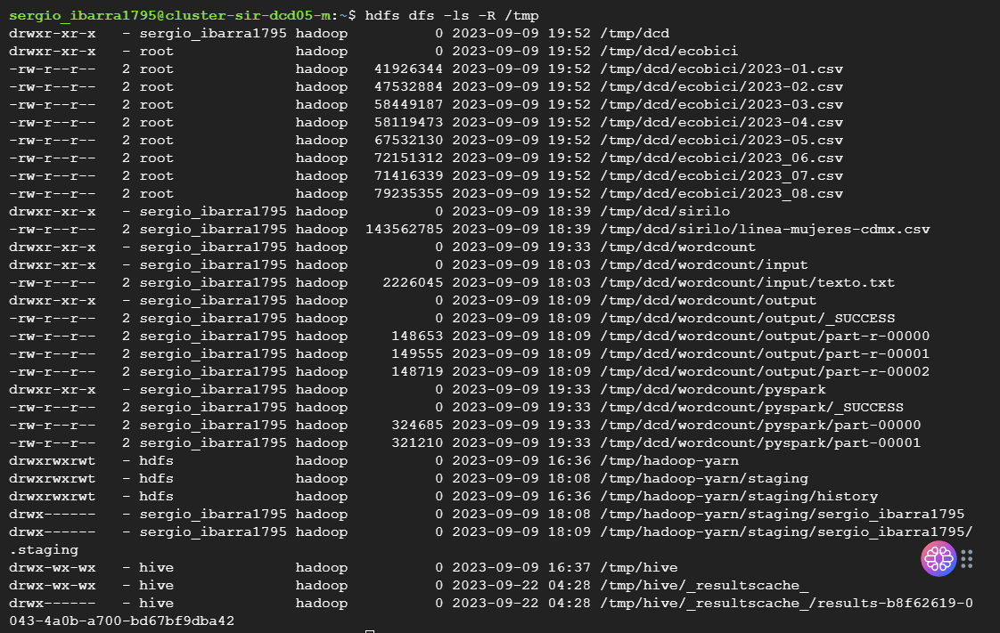 sergio_ibarra1795@cluster-sir-dcd05-m:~$ hdfs dfs -ls -R /tmp
drwxr-xr-x   - sergio_ibarra1795 hadoop          0 2023-09-09 19:52 /tmp/dcd
drwxr-xr-x   - root              hadoop          0 2023-09-09 19:52 /tmp/dcd/ecobici
-rw-r--r--   2 root              hadoop   41926344 2023-09-09 19:52 /tmp/dcd/ecobici/2023-01.csv
-rw-r--r--   2 root              hadoop   47532884 2023-09-09 19:52 /tmp/dcd/ecobici/2023-02.csv
-rw-r--r--   2 root              hadoop   58449187 2023-09-09 19:52 /tmp/dcd/ecobici/2023-03.csv
-rw-r--r--   2 root              hadoop   58119473 2023-09-09 19:52 /tmp/dcd/ecobici/2023-04.csv
-rw-r--r--   2 root              hadoop   67532130 2023-09-09 19:52 /tmp/dcd/ecobici/2023-05.csv
-rw-r--r--   2 root              hadoop   72151312 2023-09-09 19:52 /tmp/dcd/ecobici/2023_06.csv
-rw-r--r--   2 root              hadoop   71416339 2023-09-09 19:52 /tmp/dcd/ecobici/2023_07.csv
-rw-r--r--   2 root              hadoop   79235355 2023-09-09 19:52 /tmp/dcd/ecobici/2023_08.csv
drwxr-xr-x   - sergio_ibarra1795 hadoop          0 2023-09-09 18:39 /tmp/dcd/sirilo
-rw-r--r--   2 sergio_ibarra1795 hadoop  143562785 2023-09-09 18:39 /tmp/dcd/sirilo/linea-mujeres-cdmx.csv
drwxr-xr-x   - sergio_ibarra1795 hadoop          0 2023-09-09 19:33 /tmp/dcd/wordcount
drwxr-xr-x   - sergio_ibarra1795 hadoop          0 2023-09-09 18:03 /tmp/dcd/wordcount/input
-rw-r--r--   2 sergio_ibarra1795 hadoop    2226045 2023-09-09 18:03 /tmp/dcd/wordcount/input/texto.txt
drwxr-xr-x   - sergio_ibarra1795 hadoop          0 2023-09-09 18:09 /tmp/dcd/wordcount/output
-rw-r--r--   2 sergio_ibarra1795 hadoop          0 2023-09-09 18:09 /tmp/dcd/wordcount/output/_SUCCESS
-rw-r--r--   2 sergio_ibarra1795 hadoop     148653 2023-09-09 18:09 /tmp/dcd/wordcount/output/part-r-00000
-rw-r--r--   2 sergio_ibarra1795 hadoop     149555 2023-09-09 18:09 /tmp/dcd/wordcount/output/part-r-00001
-rw-r--r--   2 sergio_ibarra1795 hadoop     148719 2023-09-09 18:09 /tmp/dcd/wordcount/output/part-r-00002
drwxr-xr-x   - sergio_ibarra1795 hadoop          0 2023-09-09 19:33 /tmp/dcd/wordcount/pyspark
-rw-r--r--   2 sergio_ibarra1795 hadoop          0 2023-09-09 19:33 /tmp/dcd/wordcount/pyspark/_SUCCESS
-rw-r--r--   2 sergio_ibarra1795 hadoop     324685 2023-09-09 19:33 /tmp/dcd/wordcount/pyspark/part-00000
-rw-r--r--   2 sergio_ibarra1795 hadoop     321210 2023-09-09 19:33 /tmp/dcd/wordcount/pyspark/part-00001
drwxrwxrwt   - hdfs              hadoop          0 2023-09-09 16:36 /tmp/hadoop-yarn
drwxrwxrwt   - hdfs              hadoop          0 2023-09-09 18:08 /tmp/hadoop-yarn/staging
drwxrwxrwt   - hdfs              hadoop          0 2023-09-09 16:36 /tmp/hadoop-yarn/staging/history
drwx------   - sergio_ibarra1795 hadoop          0 2023-09-09 18:08 /tmp/hadoop-yarn/staging/sergio_ibarra1795
drwx------   - sergio_ibarra1795 hadoop          0 2023-09-09 18:09 /tmp/hadoop-yarn/staging/sergio_ibarra1795/
.staging
drwx-wx-wx   - hive              hadoop          0 2023-09-09 16:37 /tmp/hive
drwx-wx-wx   - hive              hadoop          0 2023-09-22 04:28 /tmp/hive/_resultscache_
drwx------   - hive              hadoop          0 2023-09-22 04:28 /tmp/hive/_resultscache_/results-b8f62619-0
043-4a0b-a700-bd67bf9dba42